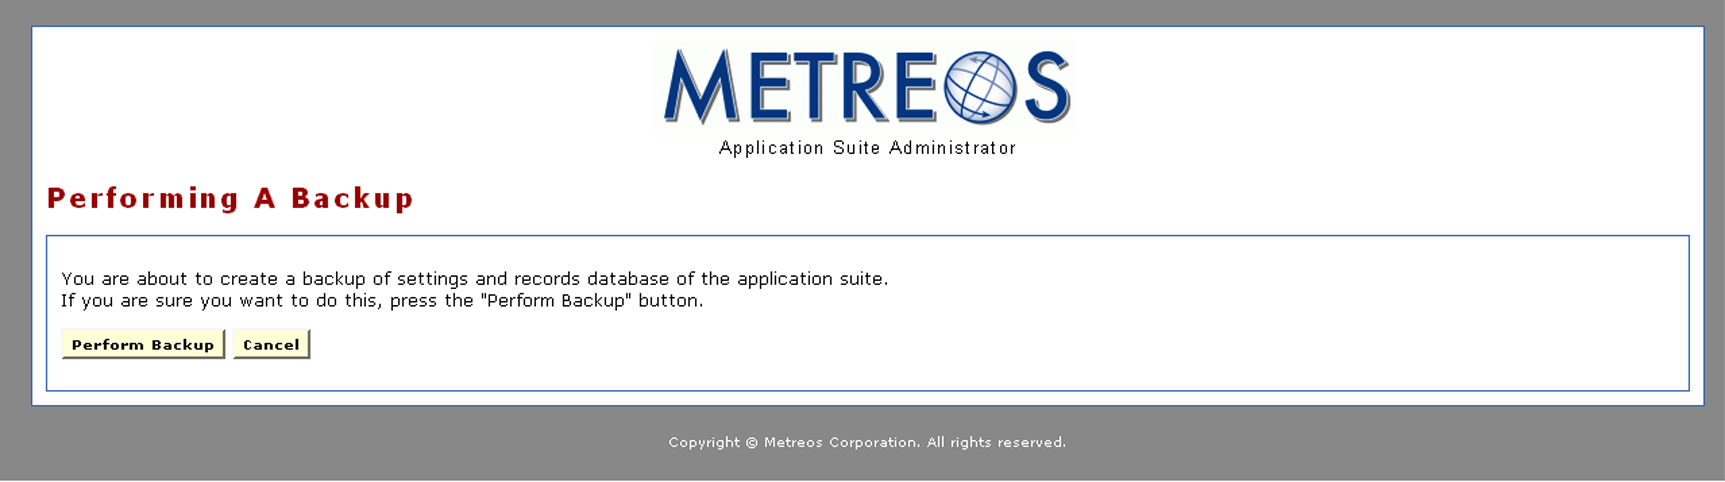 METREOS
Application Suite Administrator
Performing A Backup
You are about to create a backup of settings and records database of the application suite.
If you are sure you want to do this, press the "Perform Backup" button.
Perform Backup Cancel
Copyright © Metreos Corporation. All rights reserved.